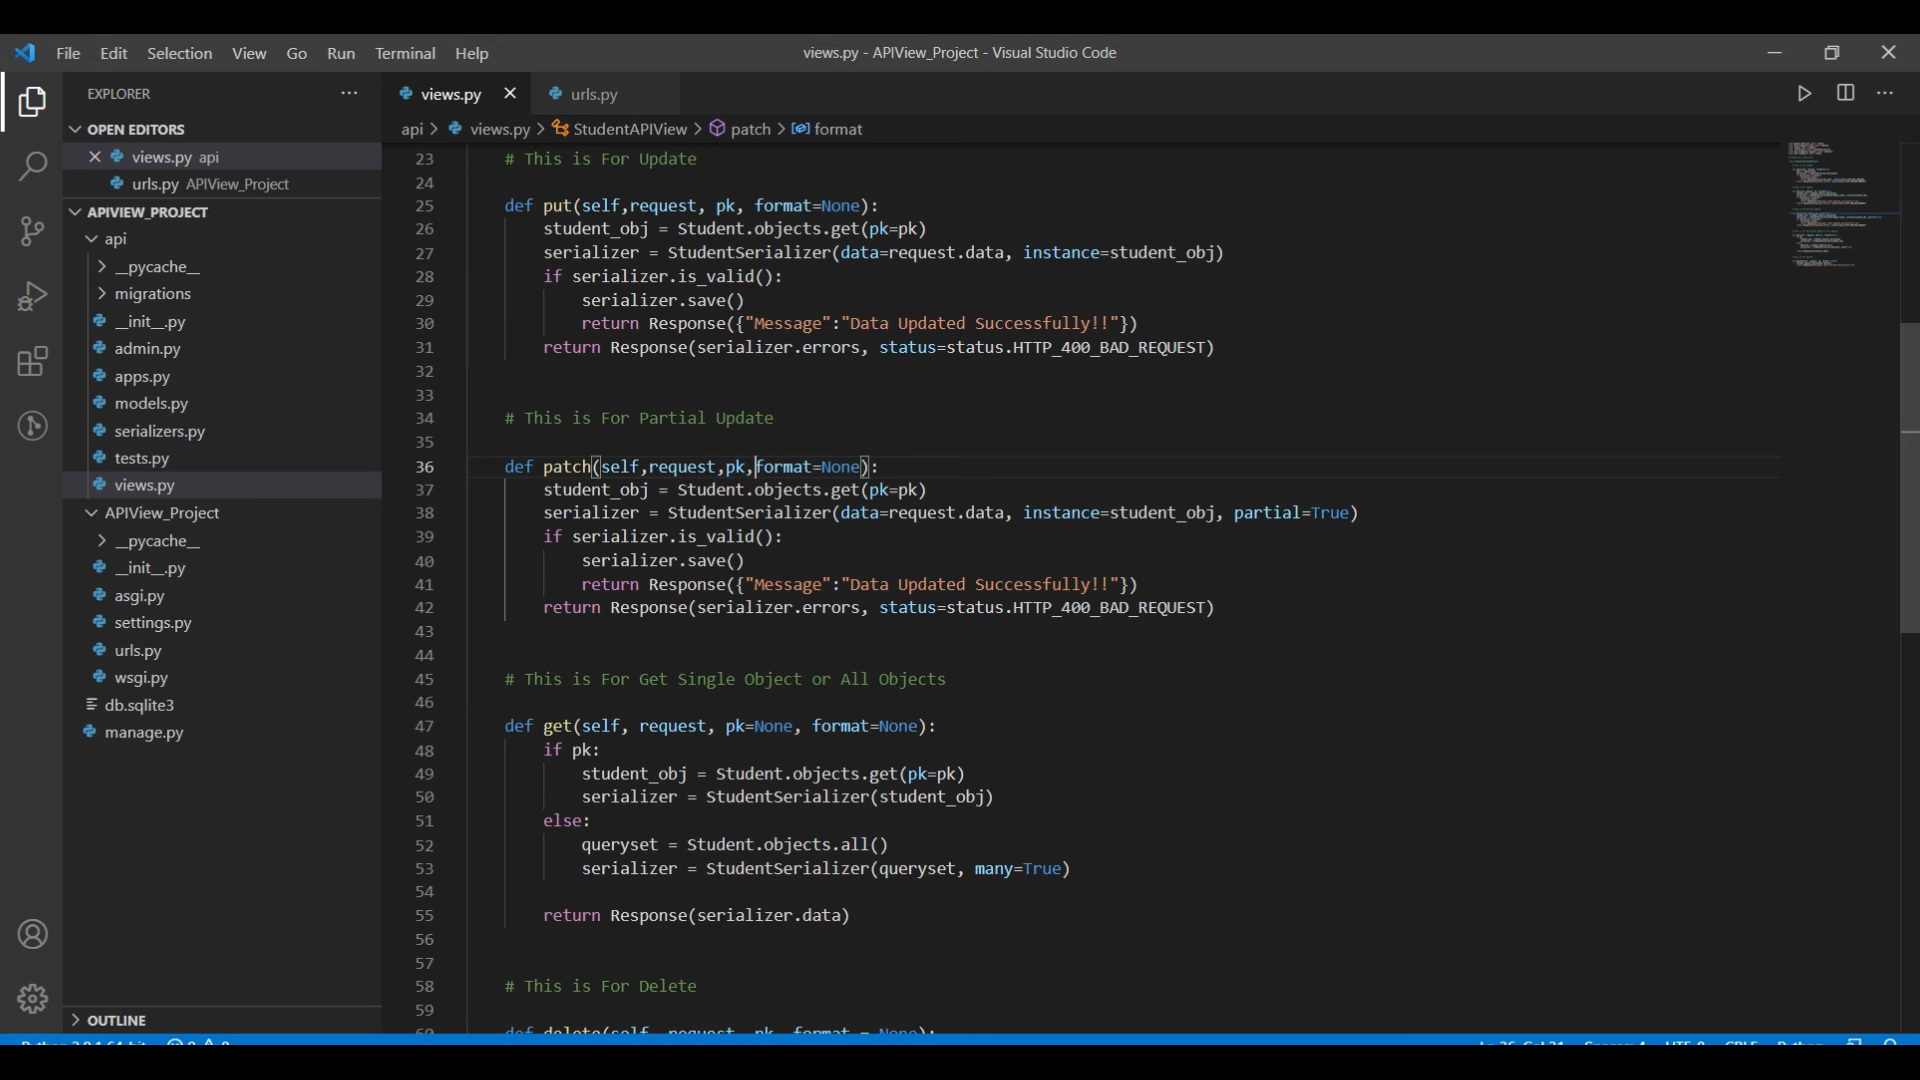 File Edit Selection View Go Run Terminal Help
views.py - APIView_Project - Visual Studio Code
EXPLORER
OPEN EDITORS
views.py api
urls.py APIView_Project
APIVIEW_PROJECT
api
__pycache__
migrations
__init__.py
admin.py
apps.py
models.py
serializers.py
tests.py
views.py
APIView_Project
__pycache__
__init__.py
asgi.py
settings.py
urls.py
wsgi.py
db.sqlite3
manage.py
OUTLINE
views.py urls.py
api > views.py > StudentAPIView > patch > format
23 # This is For Update
24
25 def put(self,request, pk, format=None):
26 student_obj = Student.objects.get(pk=pk)
27 serializer = StudentSerializer(data=request.data, instance=student_obj)
28 if serializer.is_valid():
29 serializer.save()
30 return Response({"Message":"Data Updated Successfully!!"})
31 return Response(serializer.errors, status=status.HTTP_400_BAD_REQUEST)
32
33
34 # This is For Partial Update
35
36 def patch(self,request,pk,format=None):
37 student_obj = Student.objects.get(pk=pk)
38 serializer = StudentSerializer(data=request.data, instance=student_obj, partial=True)
39 if serializer.is_valid():
40 serializer.save()
41 return Response({"Message":"Data Updated Successfully!!"})
42 return Response(serializer.errors, status=status.HTTP_400_BAD_REQUEST)
43
44
45 # This is For Get Single Object or All Objects
46
47 def get(self, request, pk=None, format=None):
48 if pk:
49 student_obj = Student.objects.get(pk=pk)
50 serializer = StudentSerializer(student_obj)
51 else:
52 queryset = Student.objects.all()
53 serializer = StudentSerializer(queryset, many=True)
54
55 return Response(serializer.data)
56
57
58 # This is For Delete
59
60 def delete(self, request, pk, format = None):